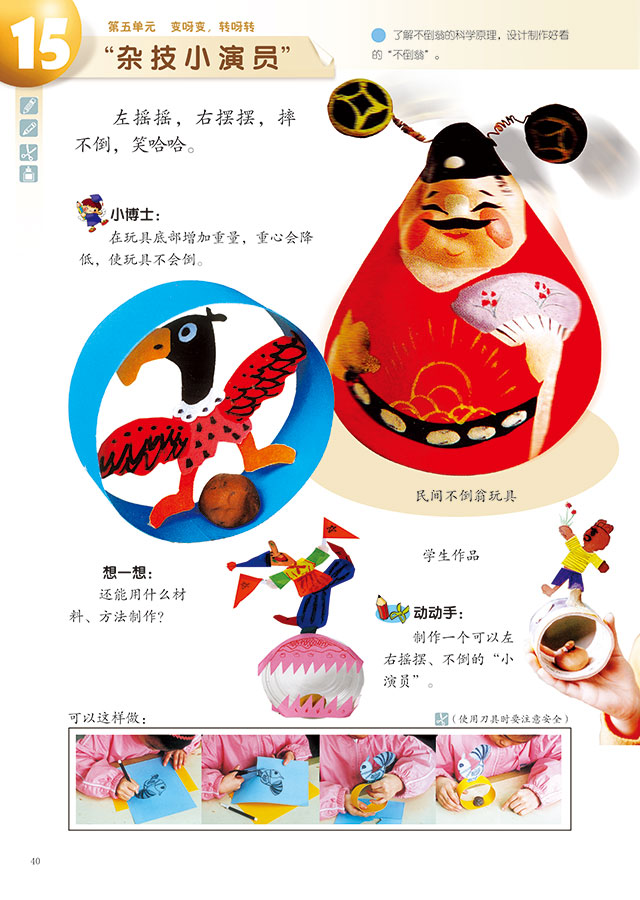 15
第五单元　变呀变，转呀转
“杂技小演员”
了解不倒翁的科学原理，设计制作好看
的“不倒翁”。
左摇摇，右摆摆，摔
不倒，笑哈哈。
小博士：
在玩具底部增加重量，重心会降
低，使玩具不会倒。
民间不倒翁玩具
学生作品
想一想：
还能用什么材
料、方法制作？
动动手：
制作一个可以左
右摇摆、不倒的“小
演员”。
可以这样做：
（使用刀具时要注意安全）
40